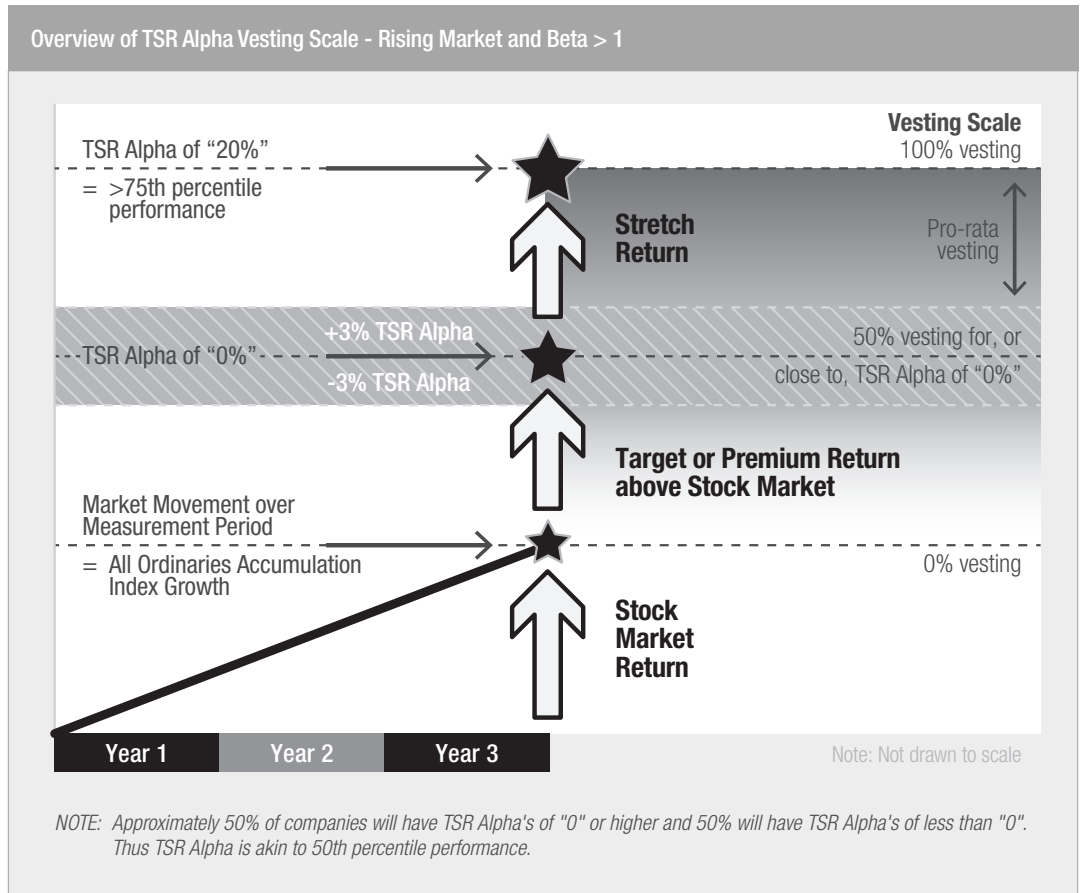 Overview of TSR Alpha Vesting Scale - Rising Market and Beta > 1
Vesting Scale
TSR Alpha of “20%”
100% vesting
= >75th percentile
performance
Stretch
Return
Pro-rata
vesting
+3% TSR Alpha
50% vesting for, or
TSR Alpha of “0%”
-3% TSR Alpha
close to, TSR Alpha of “0%”
Target or Premium Return
above Stock Market
Market Movement over
Measurement Period
= All Ordinaries Accumulation
Index Growth
0% vesting
Stock
Market
Return
Year 1
Year 2
Year 3
Note: Not drawn to scale
NOTE: Approximately 50% of companies will have TSR Alpha's of "0" or higher and 50% will have TSR Alpha's of less than "0".
Thus TSR Alpha is akin to 50th percentile performance.